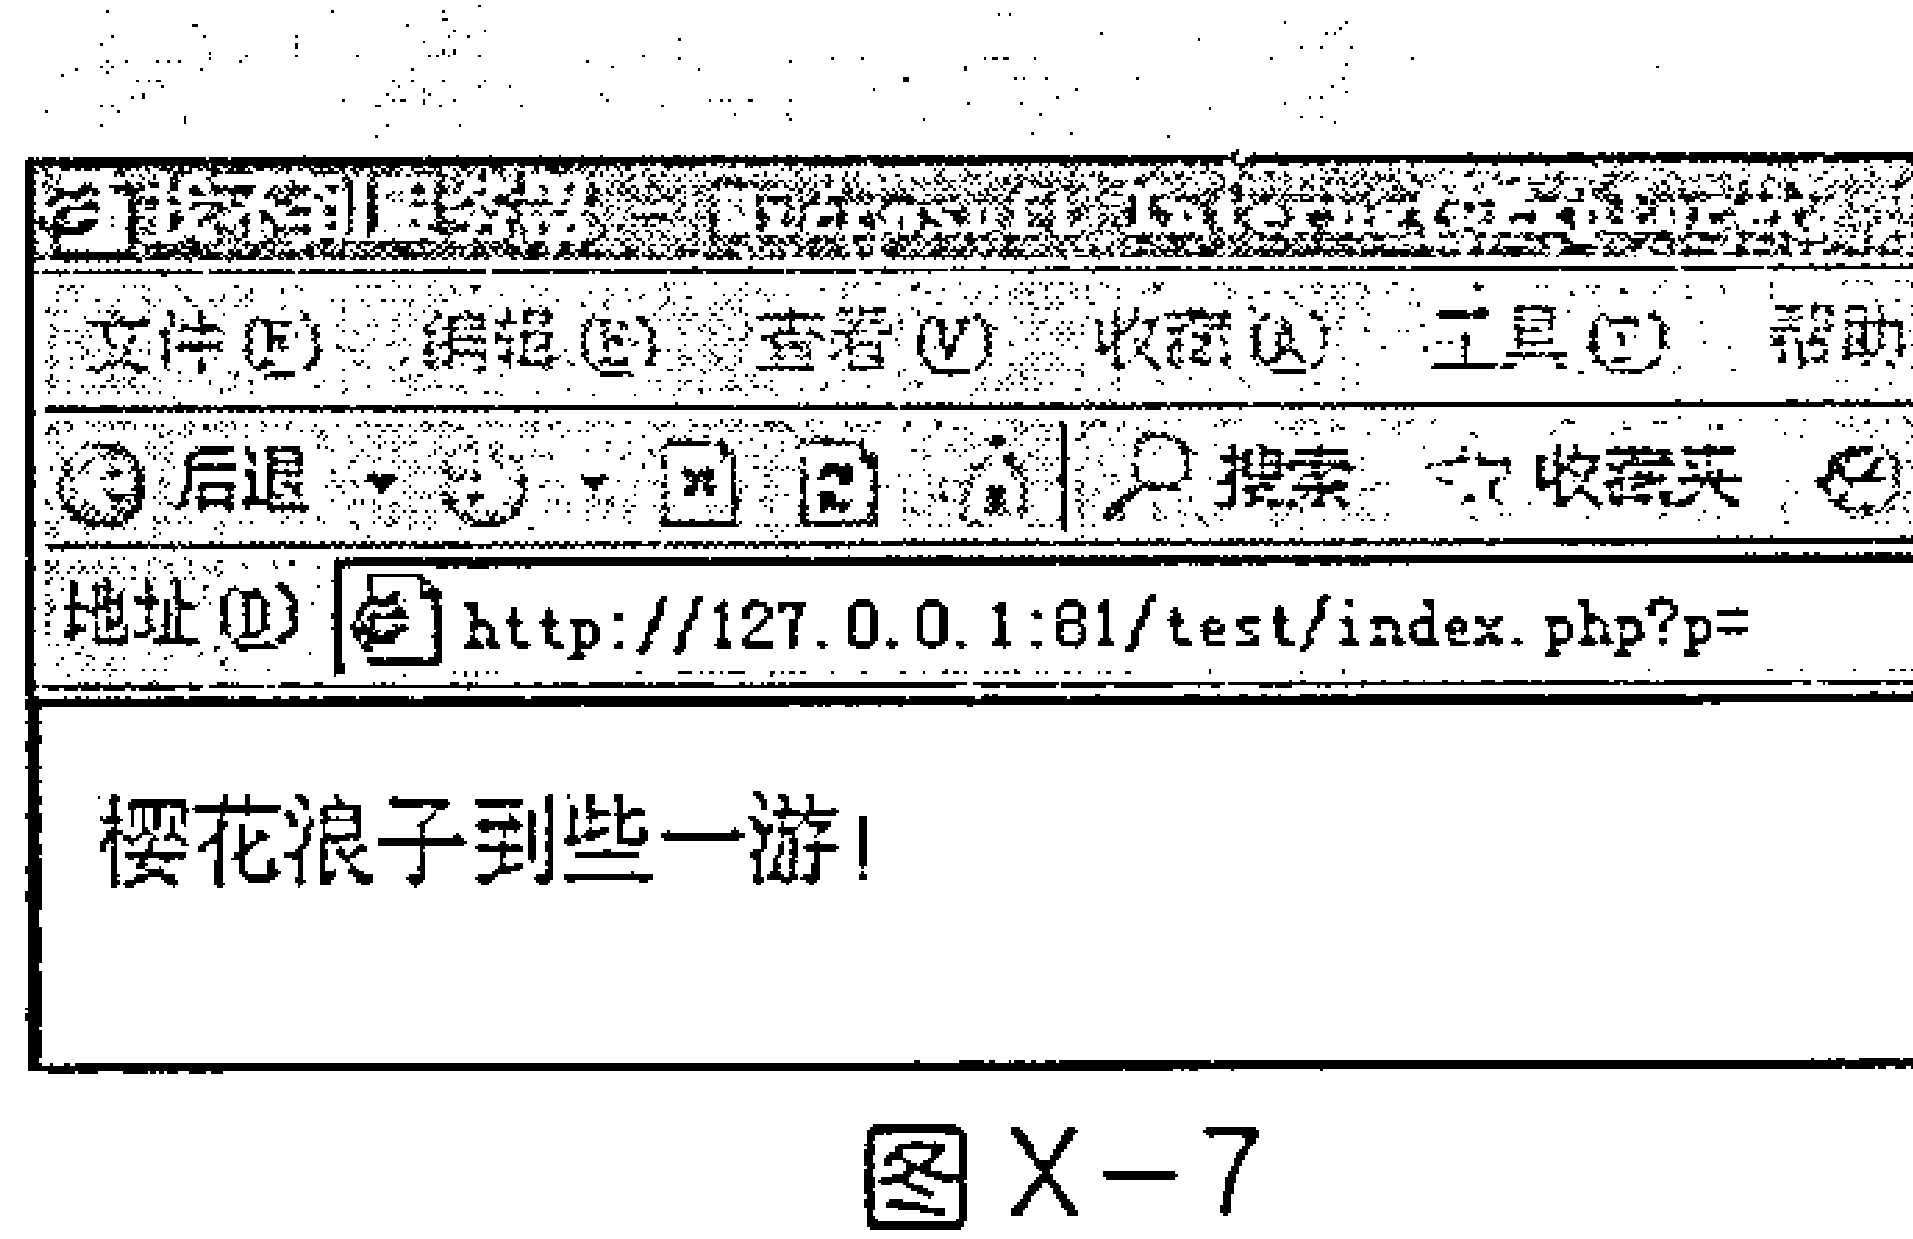 文件(F) 编辑(E) 查看(V) 收藏(A) 工具(T) 帮助
后退 搜索 收藏夹
地址(D) http://127.0.0.1:81/test/index.php?p=
樱花浪子到些一游!
图 X-7